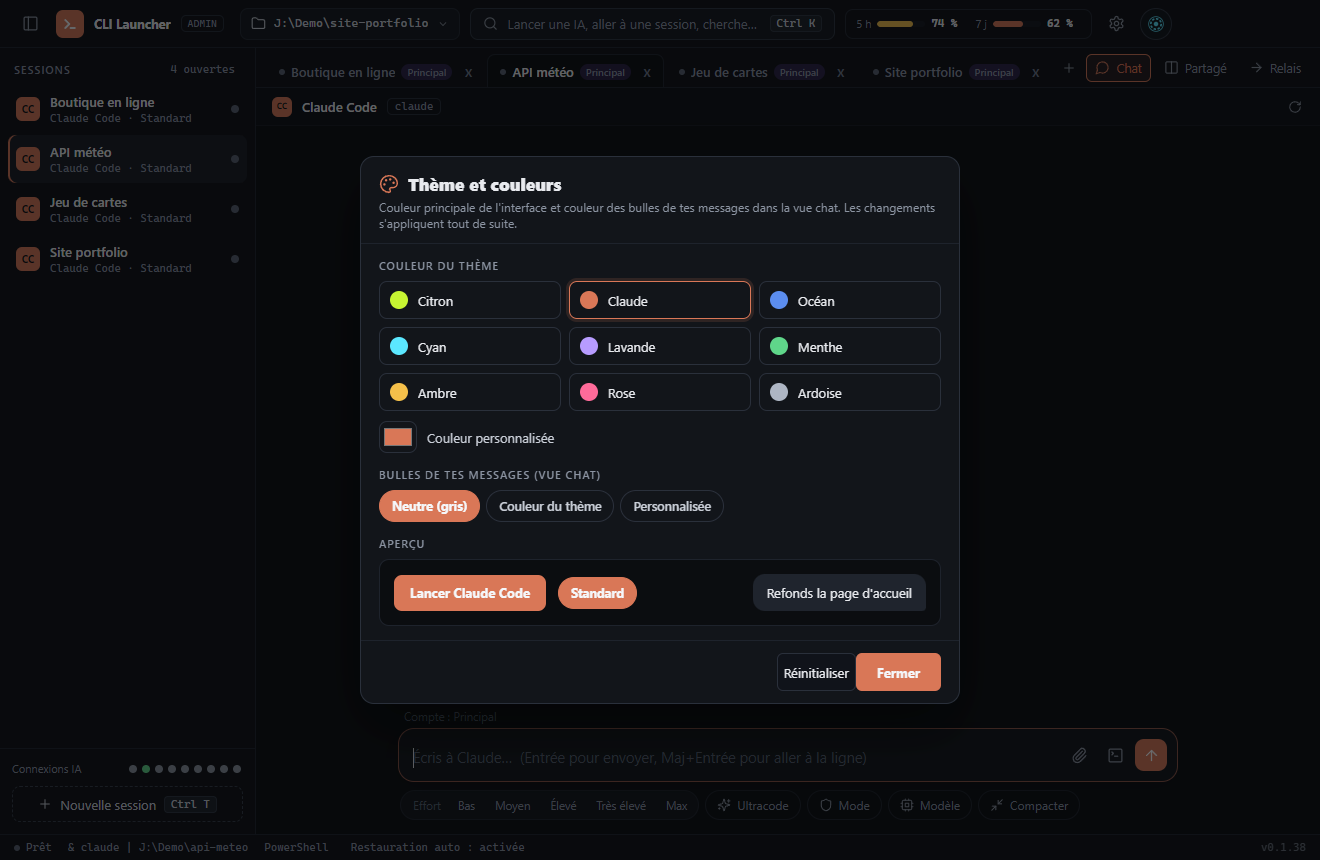 CLI Launcher ADMIN J:\Demo\site-portfolio Lancer une IA, aller à une session, cherche... Ctrl K 5 h 74 % 7 j 62 %
SESSIONS 4 ouvertes
Boutique en ligne Principal X API météo Principal X Jeu de cartes Principal X Site portfolio Principal X + Chat Partagé Relais
CC Boutique en ligne
Claude Code · Standard
CC Claude Code claude
CC API météo
Claude Code · Standard
CC Jeu de cartes
Claude Code · Standard
CC Site portfolio
Claude Code · Standard
Thème et couleurs
Couleur principale de l'interface et couleur des bulles de tes messages dans la vue chat. Les changements
s'appliquent tout de suite.
COULEUR DU THÈME
Citron Claude Océan
Cyan Lavande Menthe
Ambre Rose Ardoise
Couleur personnalisée
BULLES DE TES MESSAGES (VUE CHAT)
Neutre (gris) Couleur du thème Personnalisée
APERÇU
Lancer Claude Code Standard Refonds la page d'accueil
Réinitialiser Fermer
Compte : Principal
Écris à Claude... (Entrée pour envoyer, Maj+Entrée pour aller à la ligne)
Connexions IA
+ Nouvelle session Ctrl T
Effort Bas Moyen Élevé Très élevé Max Ultracode Mode Modèle Compacter
Prêt & claude | J:\Demo\api-meteo PowerShell Restauration auto : activée v0.1.38